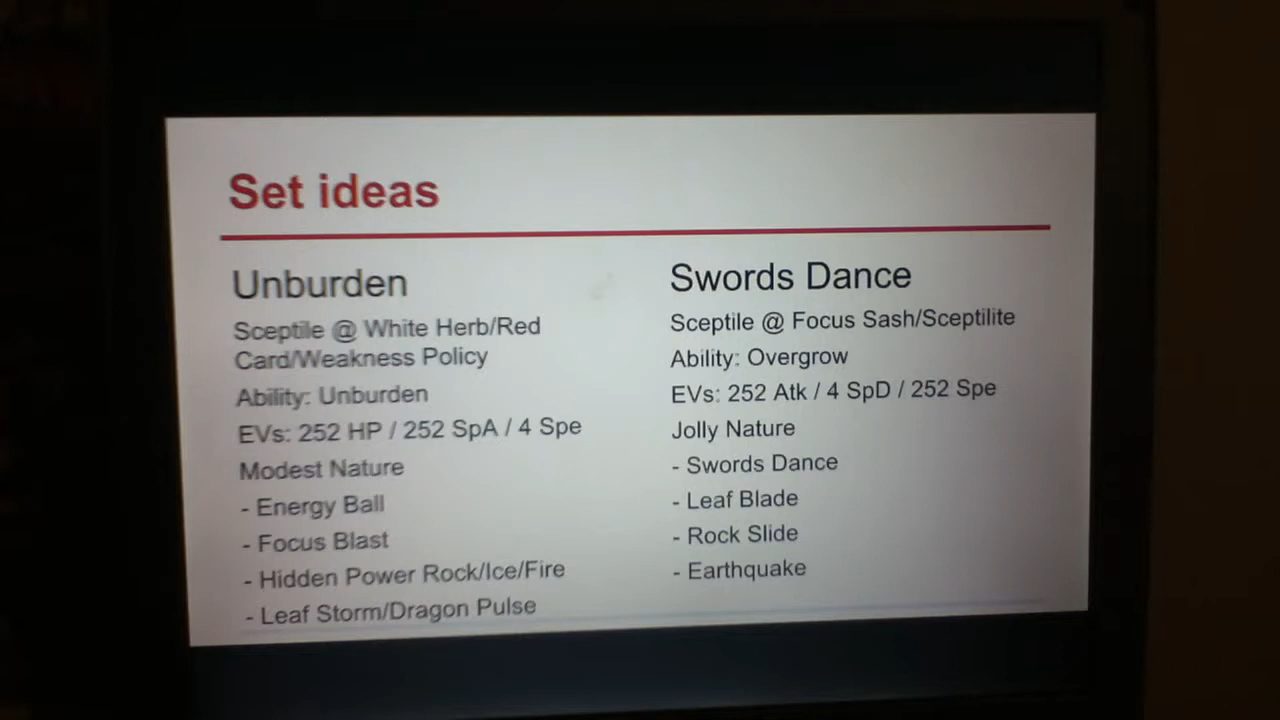 Set ideas
Unburden
Sceptile @ White Herb/Red
Card/Weakness Policy
Ability: Unburden
EVs: 252 HP / 252 SpA / 4 Spe
Modest Nature
- Energy Ball
- Focus Blast
- Hidden Power Rock/Ice/Fire
- Leaf Storm/Dragon Pulse
Swords Dance
Sceptile @ Focus Sash/Sceptilite
Ability: Overgrow
EVs: 252 Atk / 4 SpD / 252 Spe
Jolly Nature
- Swords Dance
- Leaf Blade
- Rock Slide
- Earthquake